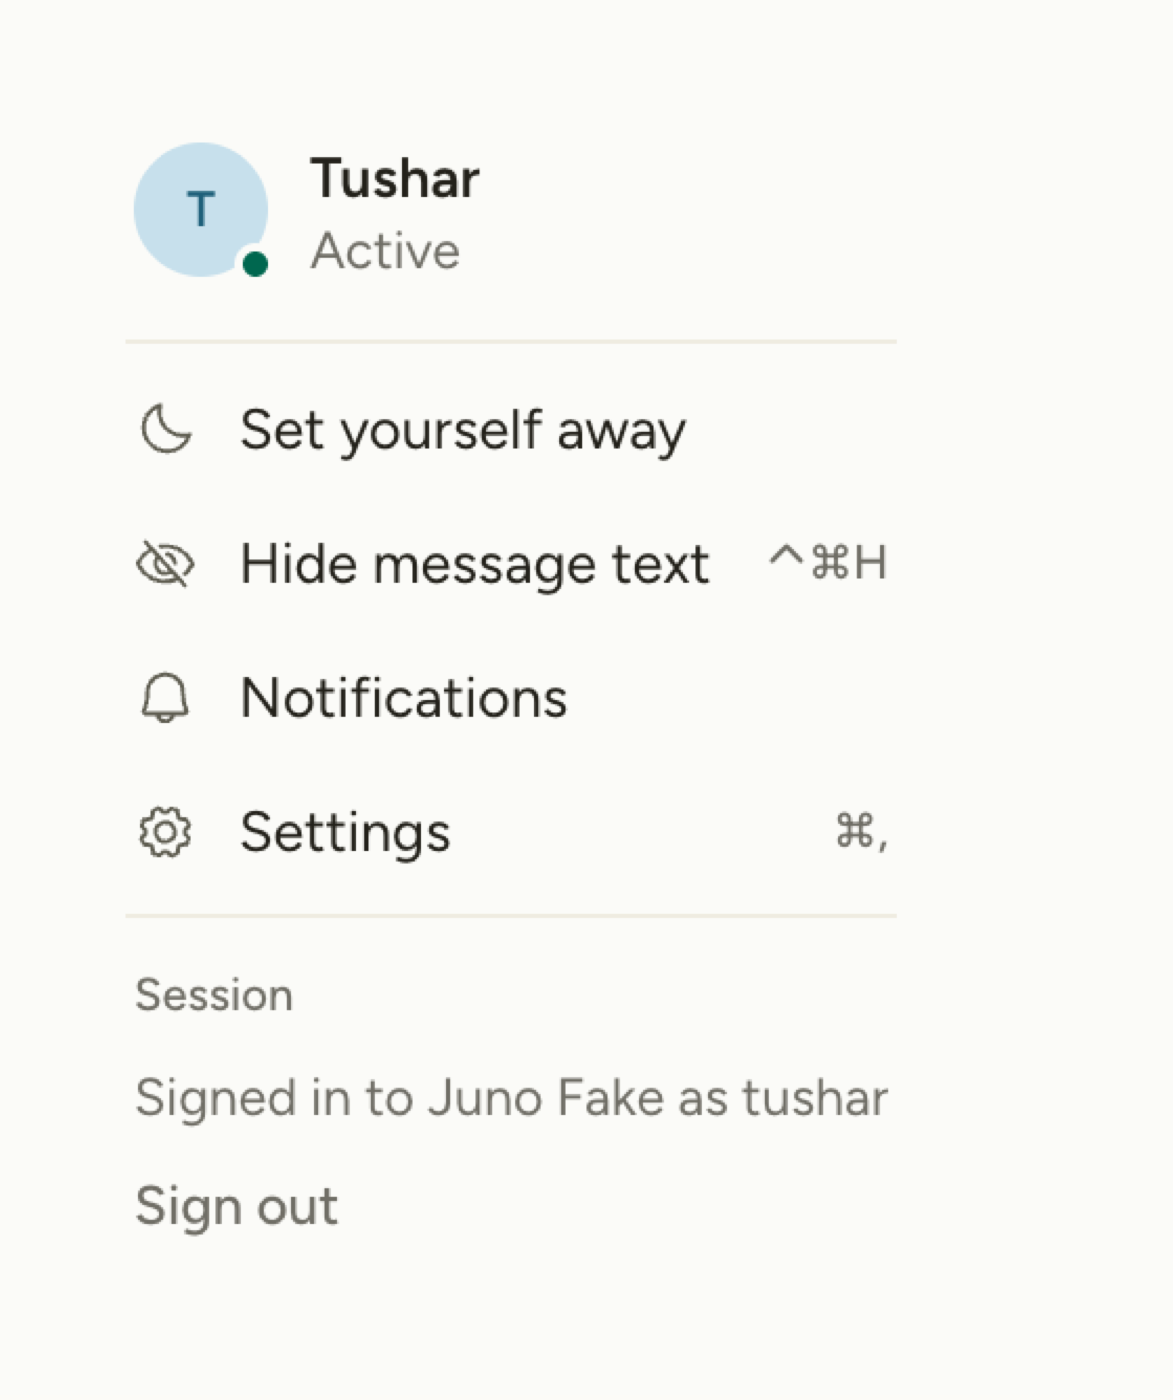 T
Tushar
Active
Set yourself away
Hide message text ^⌘H
Notifications
Settings ⌘,
Session
Signed in to Juno Fake as tushar
Sign out